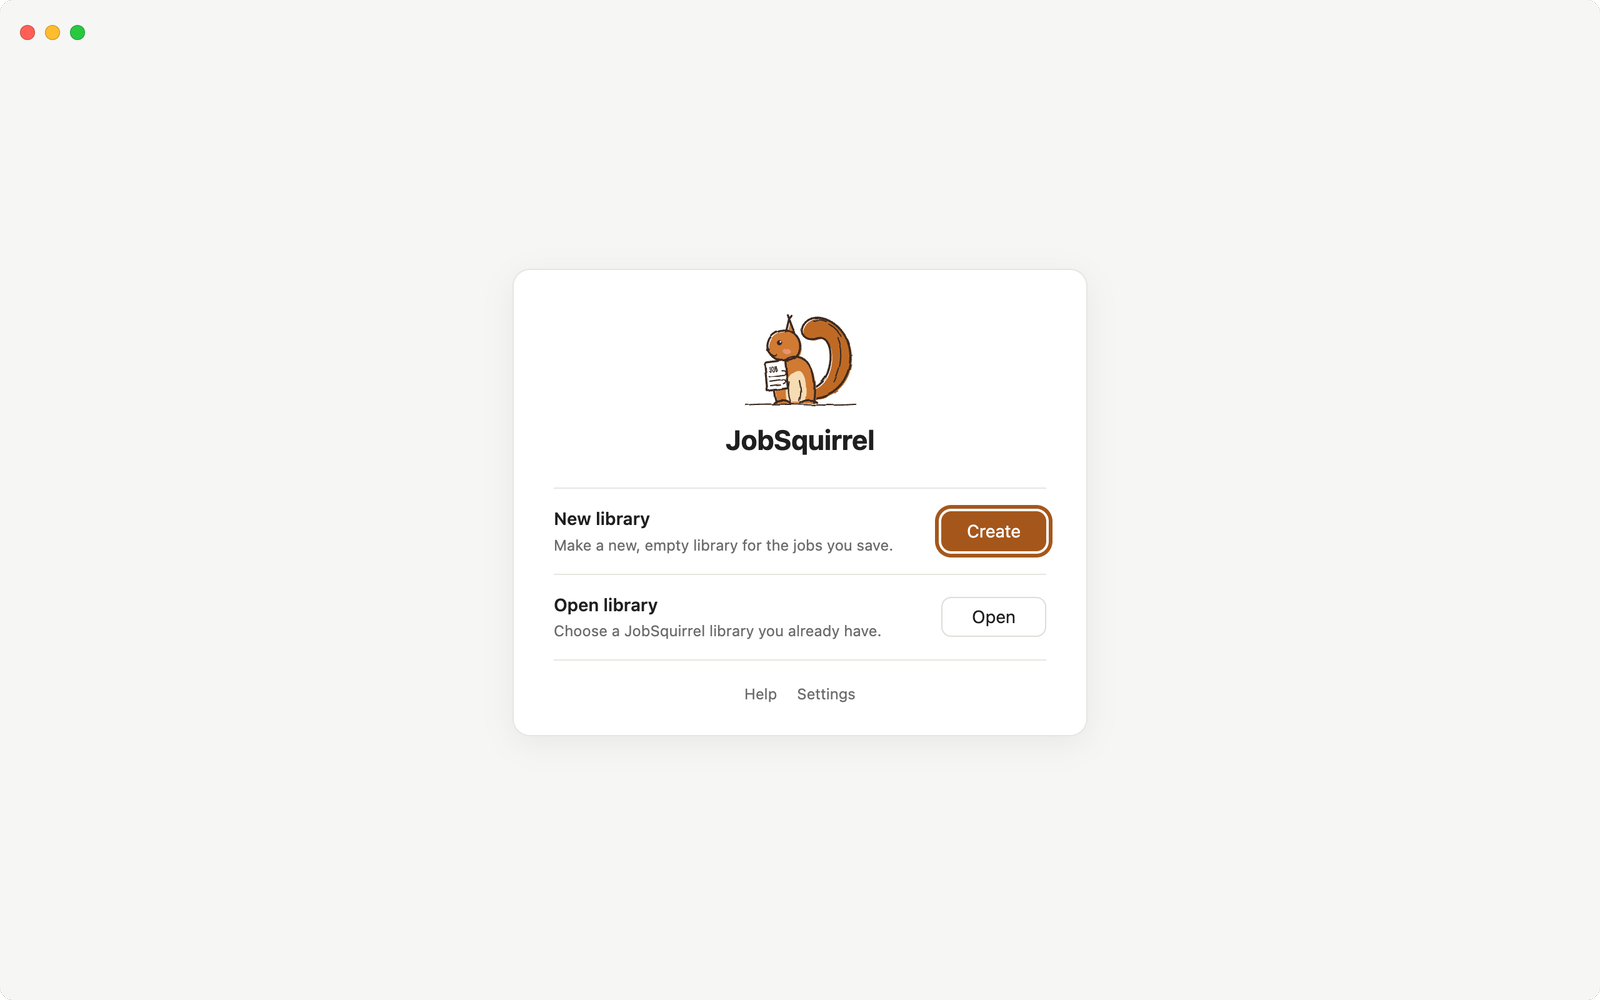 JOB
JobSquirrel
New library
Make a new, empty library for the jobs you save.
Create
Open library
Choose a JobSquirrel library you already have.
Open
Help
Settings